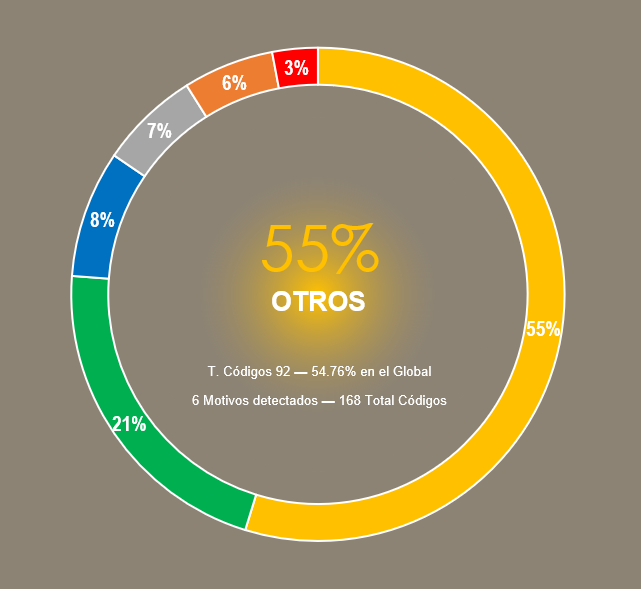 3%
6%
7%
8%
55%
OTROS
55%
T. Códigos 92 — 54.76% en el Global
6 Motivos detectados — 168 Total Códigos
21%